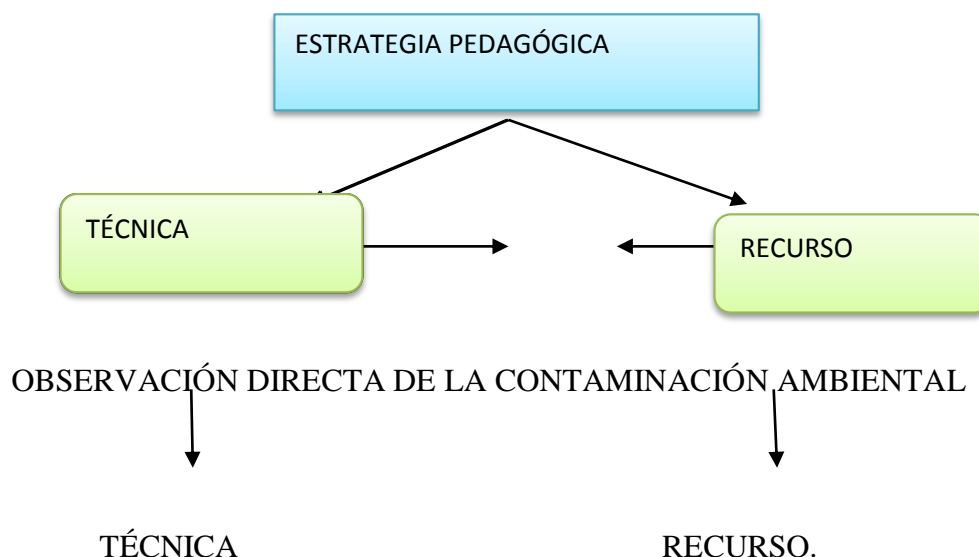 ESTRATEGIA PEDAGÓGICA
TÉCNICA
RECURSO
OBSERVACIÓN DIRECTA DE LA CONTAMINACIÓN AMBIENTAL
TÉCNICA
RECURSO.